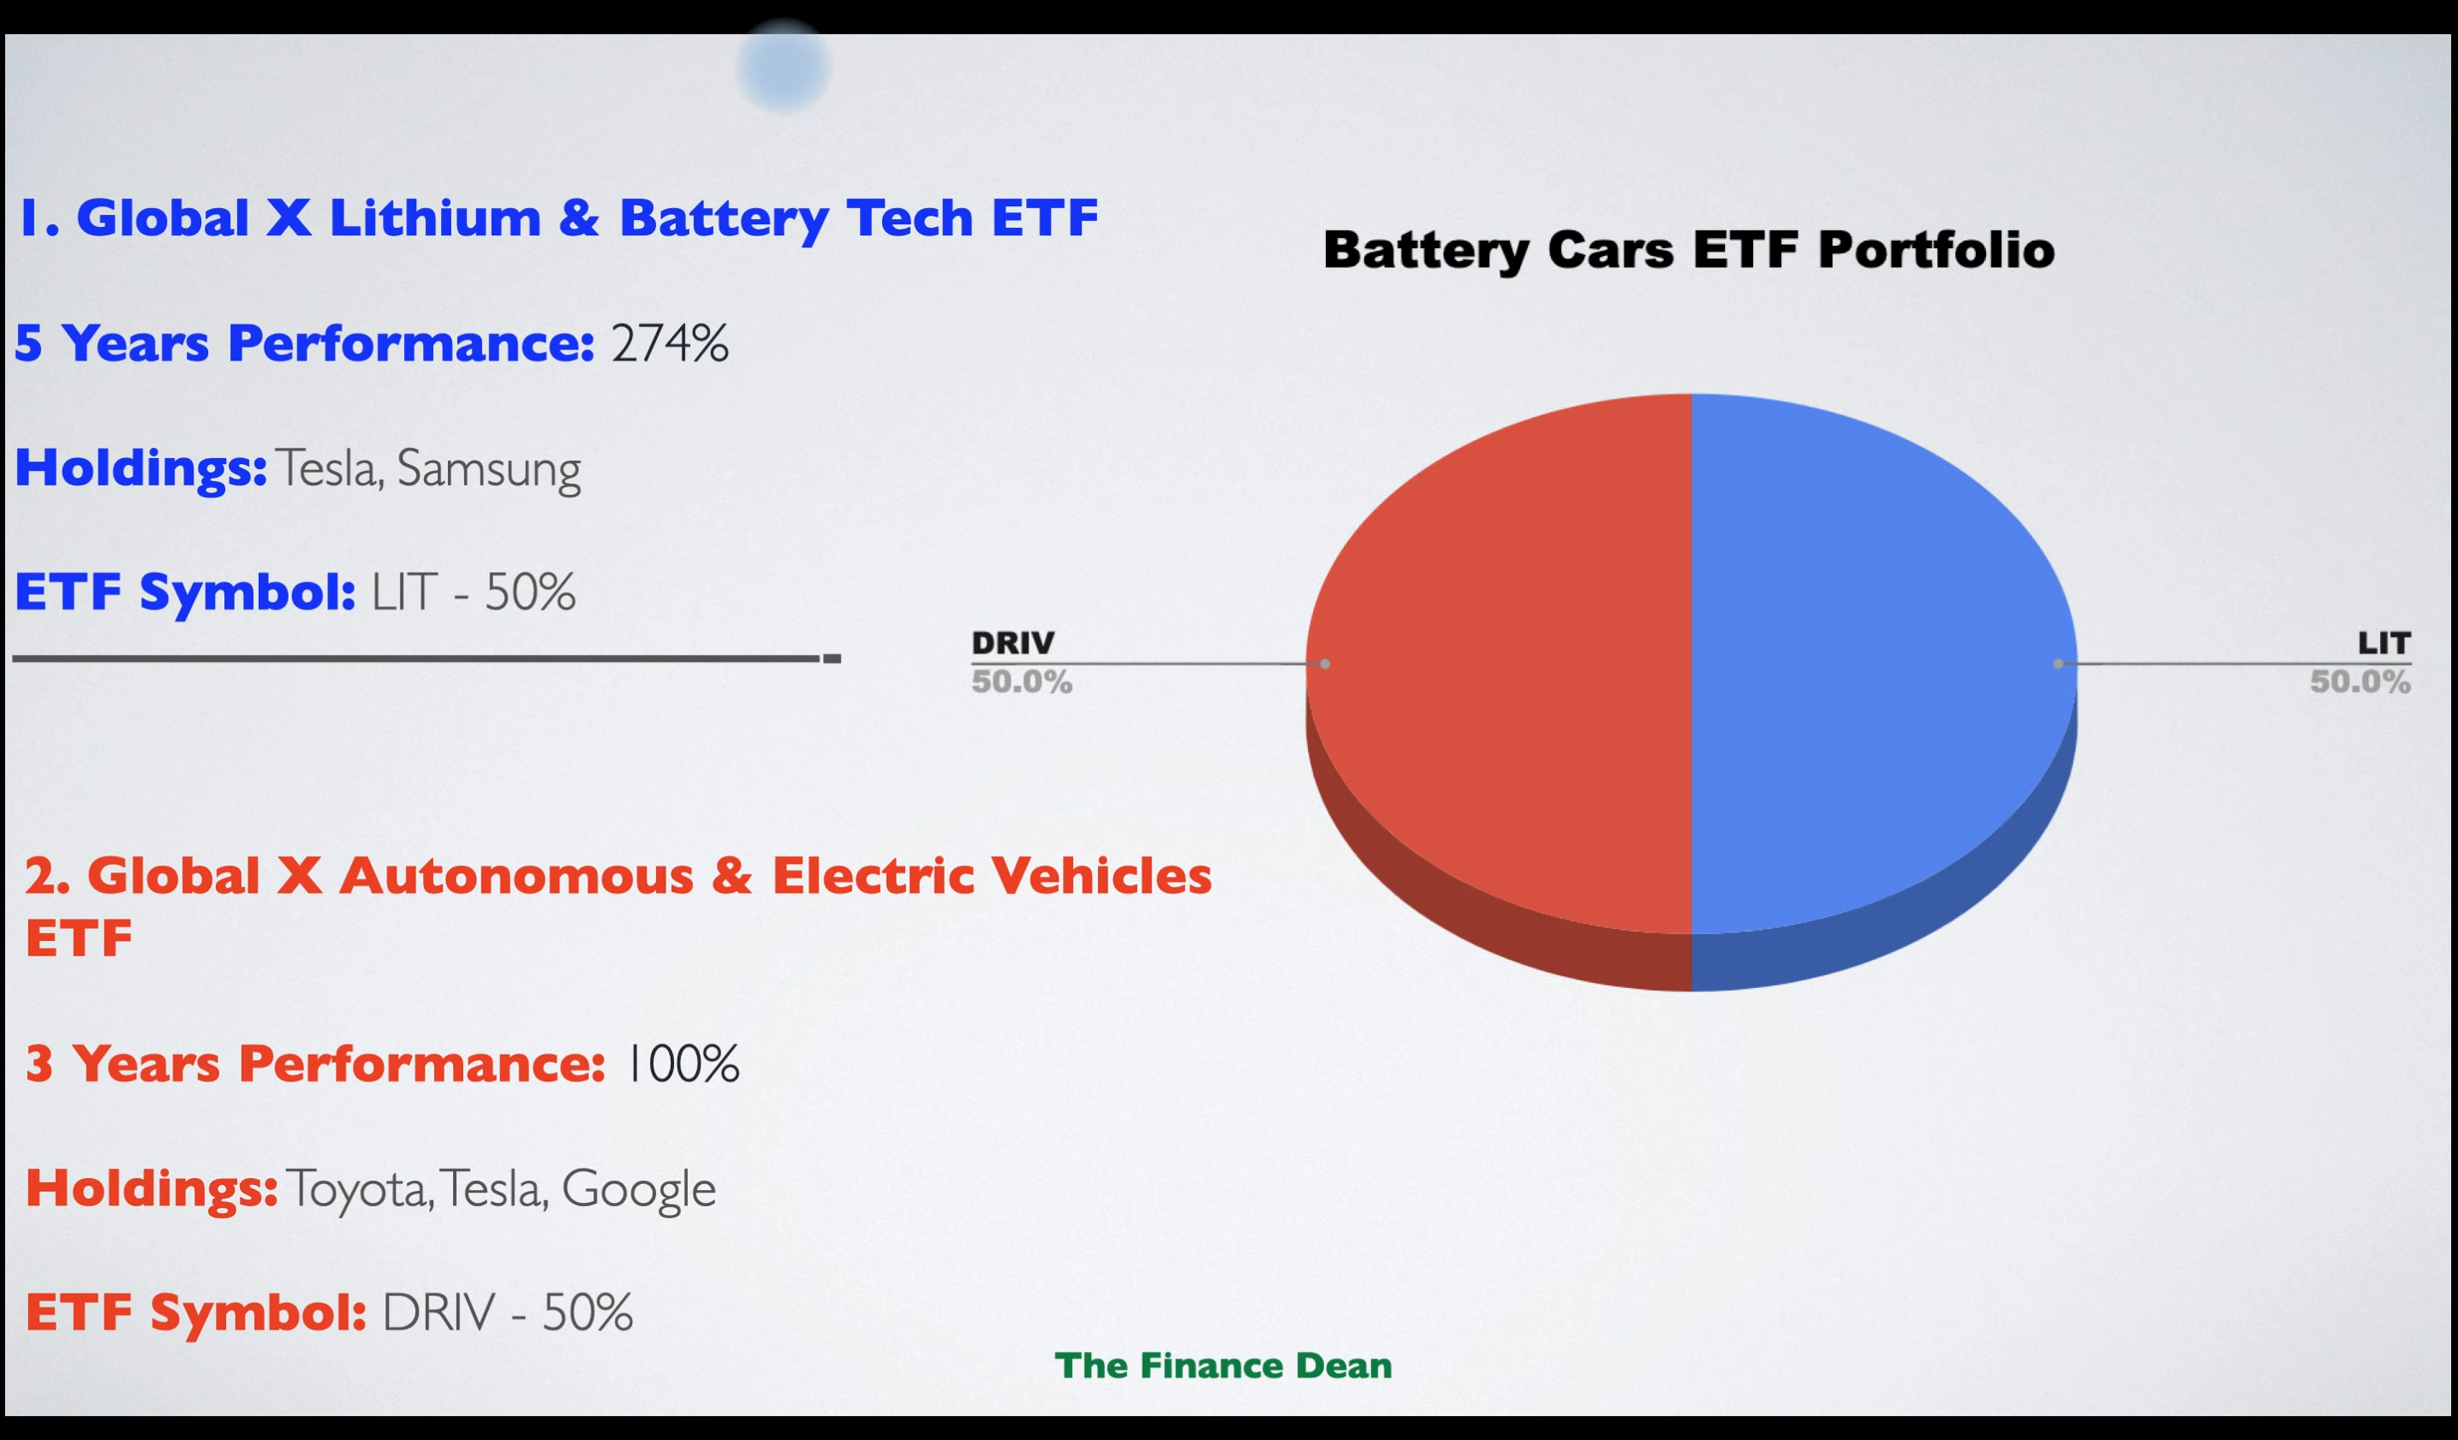 1. Global X Lithium & Battery Tech ETF
5 Years Performance: 274%
Holdings: Tesla, Samsung
ETF Symbol: LIT - 50%
2. Global X Autonomous & Electric Vehicles
ETF
3 Years Performance: 100%
Holdings: Toyota, Tesla, Google
ETF Symbol: DRIV - 50%
Battery Cars ETF Portfolio
DRIV
50.0%
LIT
50.0%
The Finance Dean